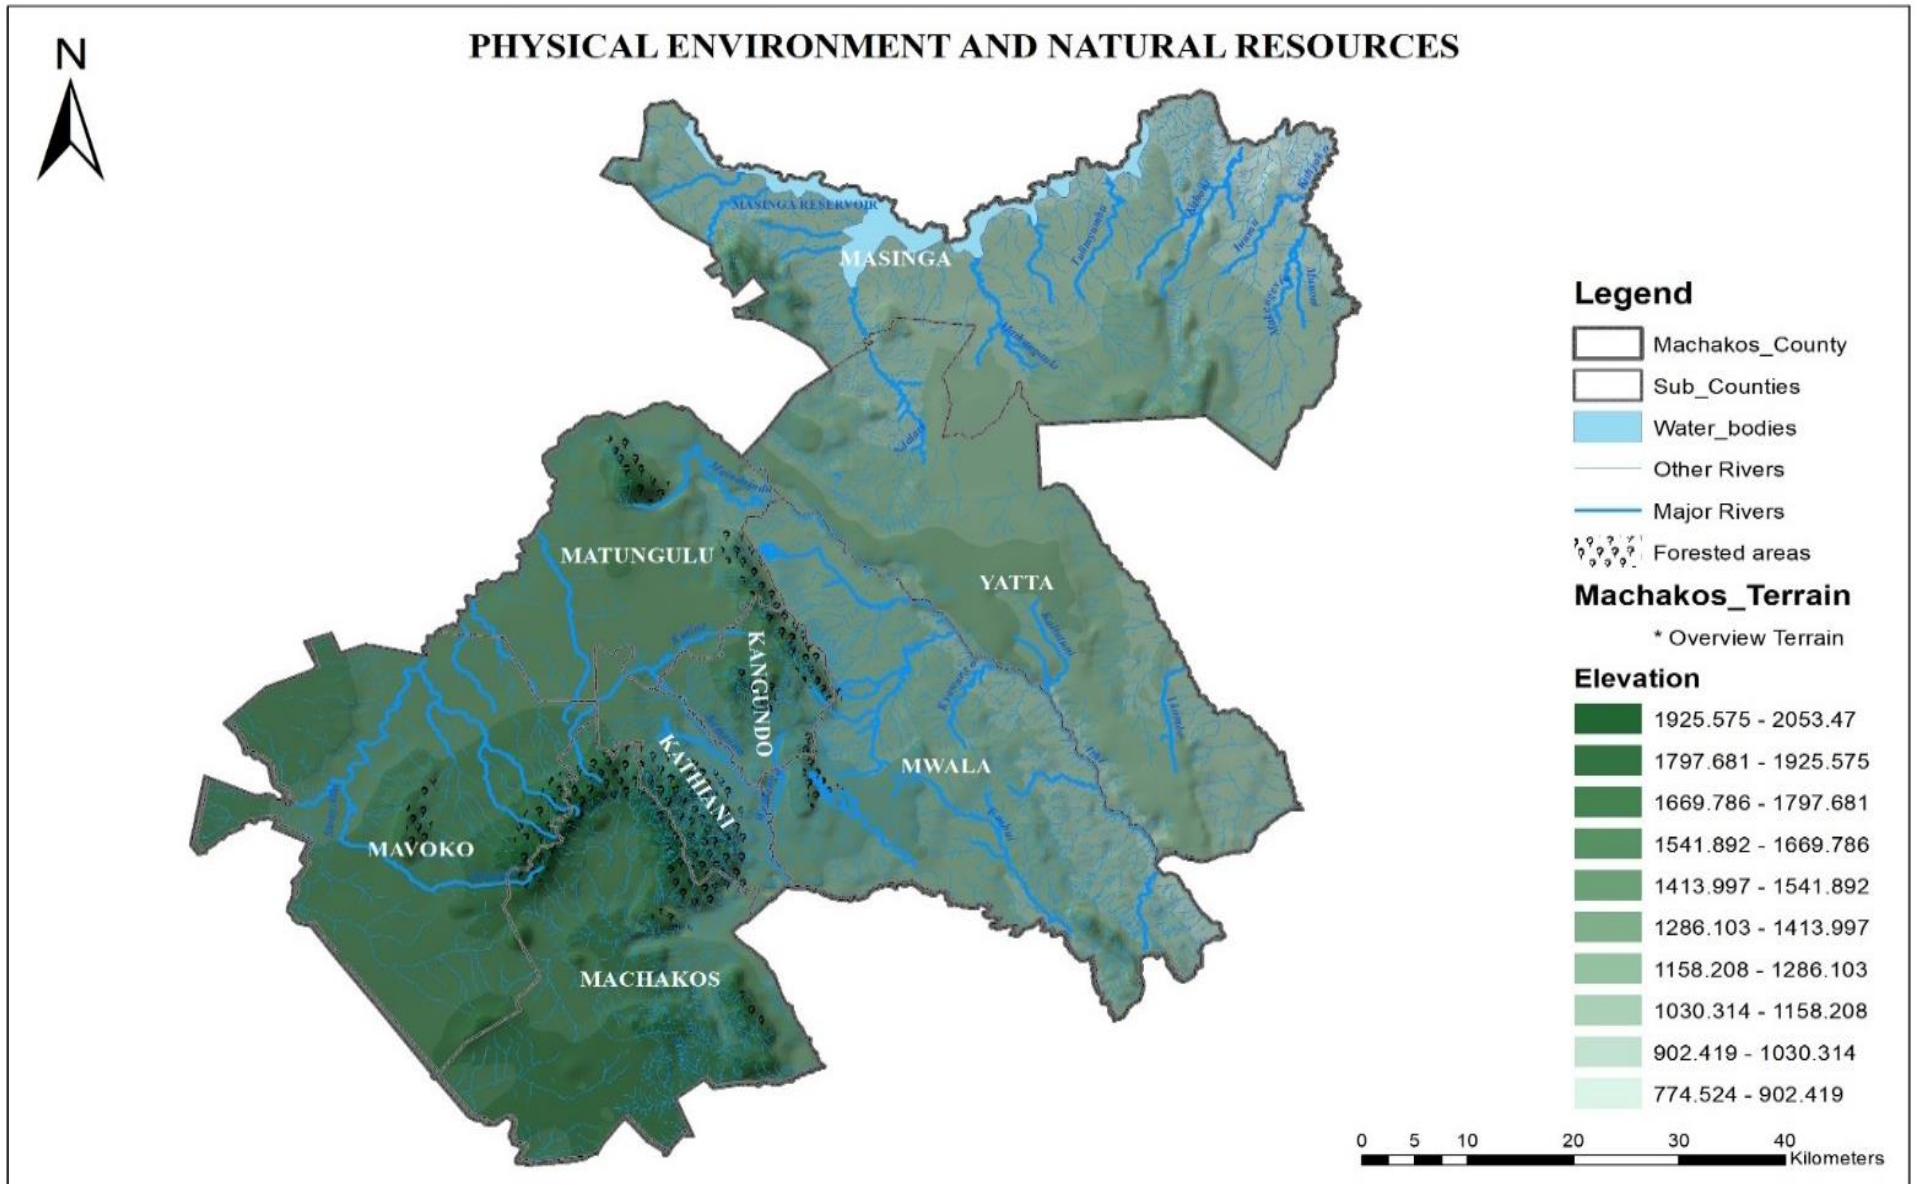 PHYSICAL ENVIRONMENT AND NATURAL RESOURCES
N
MASINGA RESERVOIR
MASINGA
MATUNGULU
YATTA
KANGUNDO
KATHIANI
MWALA
MAVOKO
MACHAKOS
Legend
Machakos_County
Sub_Counties
Water_bodies
Other Rivers
Major Rivers
Forested areas
Machakos_Terrain
* Overview Terrain
Elevation
1925.575 - 2053.47
1797.681 - 1925.575
1669.786 - 1797.681
1541.892 - 1669.786
1413.997 - 1541.892
1286.103 - 1413.997
1158.208 - 1286.103
1030.314 - 1158.208
902.419 - 1030.314
774.524 - 902.419
0 5 10 20 30 40
Kilometers